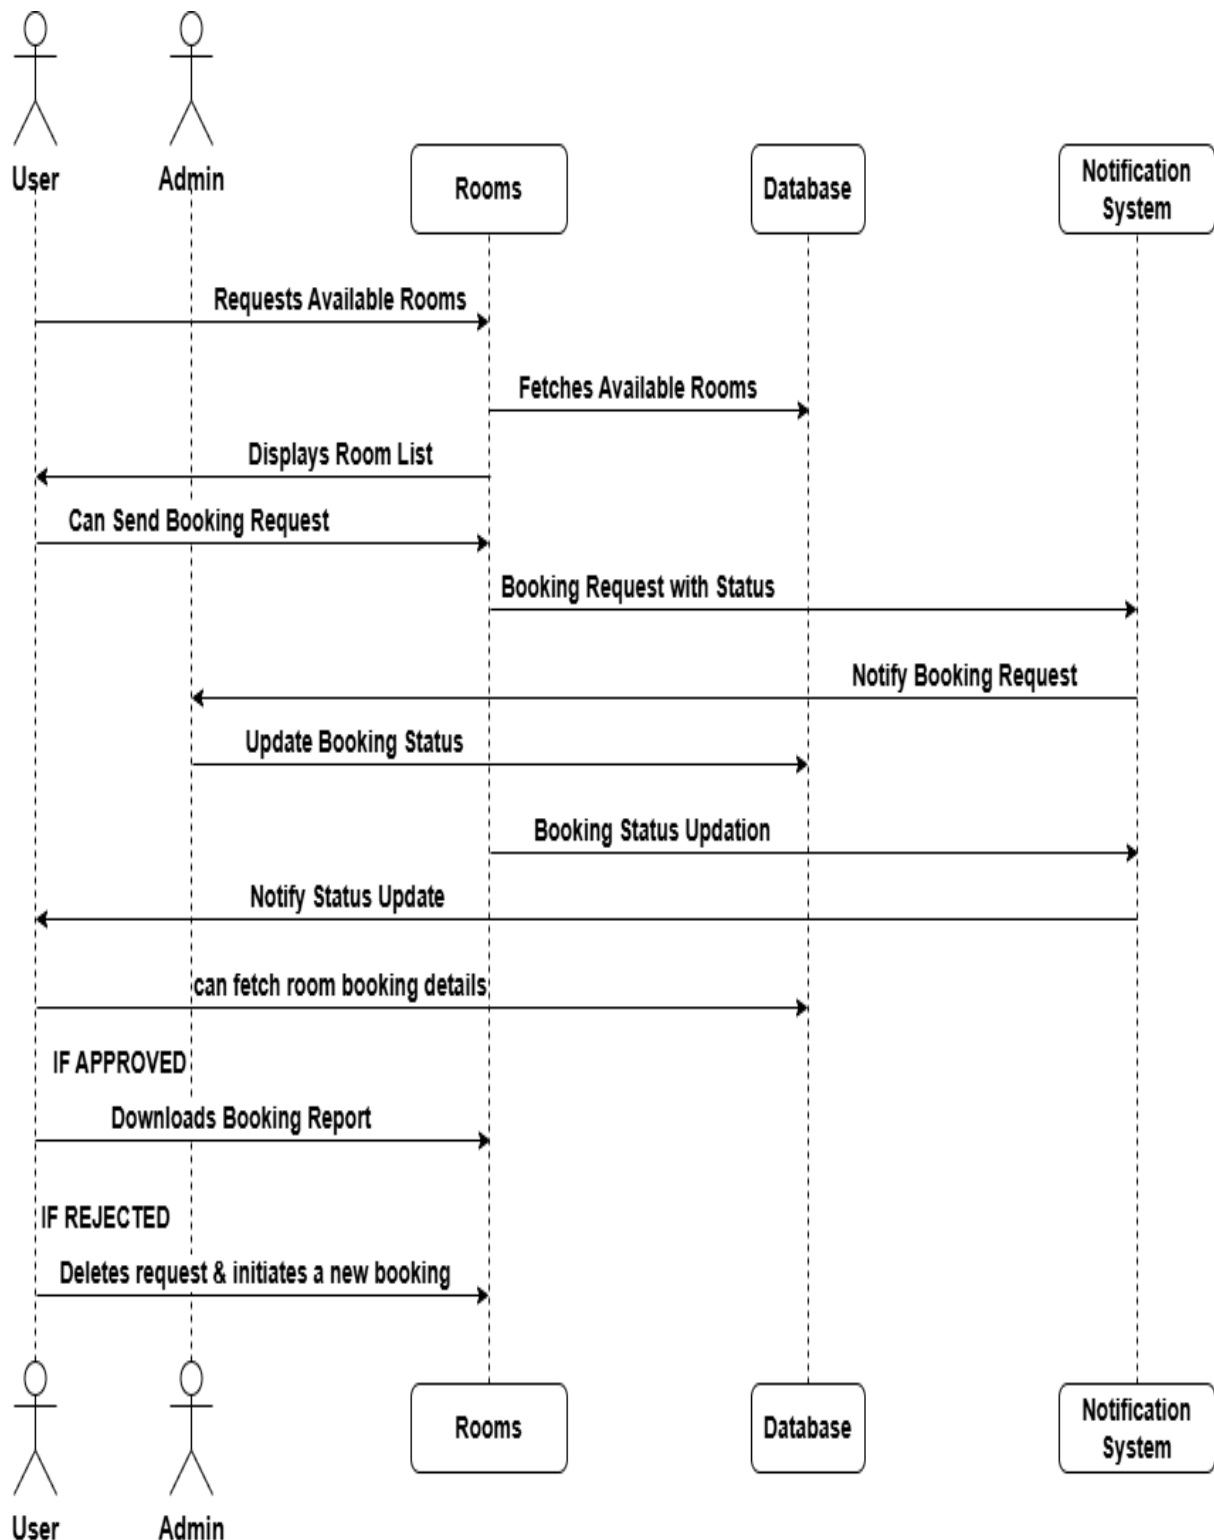 User
Admin
Rooms
Database
Notification
System
Requests Available Rooms
Fetches Available Rooms
Displays Room List
Can Send Booking Request
Booking Request with Status
Notify Booking Request
Update Booking Status
Booking Status Updation
Notify Status Update
can fetch room booking details
IF APPROVED
Downloads Booking Report
IF REJECTED
Deletes request & initiates a new booking
Rooms
Database
Notification
System
User
Admin